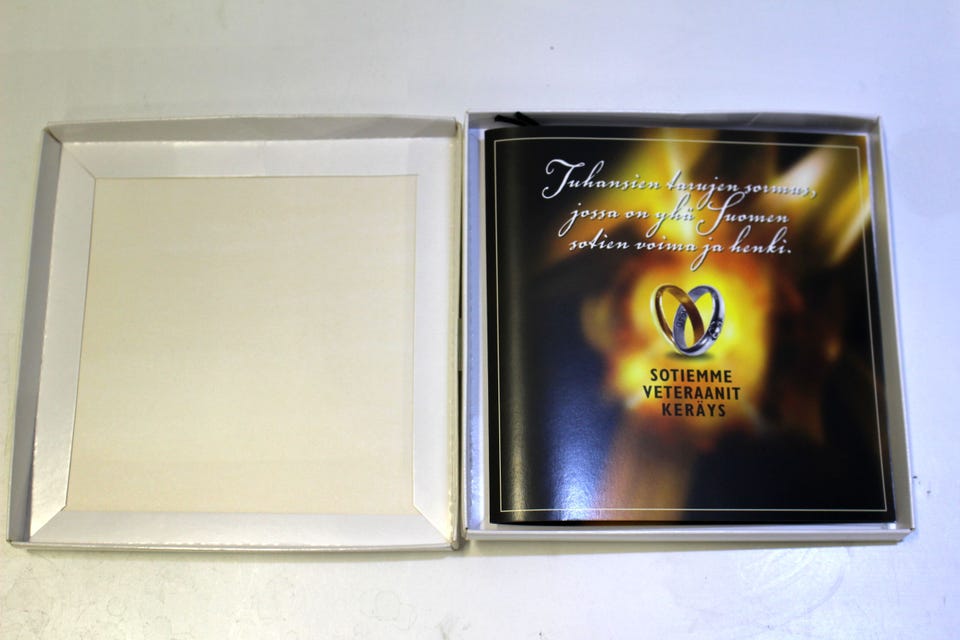 Tuhansien tarujen sormus,
jossa on yhä Suomen
sotien voima ja henki.
SOTIEMME
VETERAANIT
KERÄYS